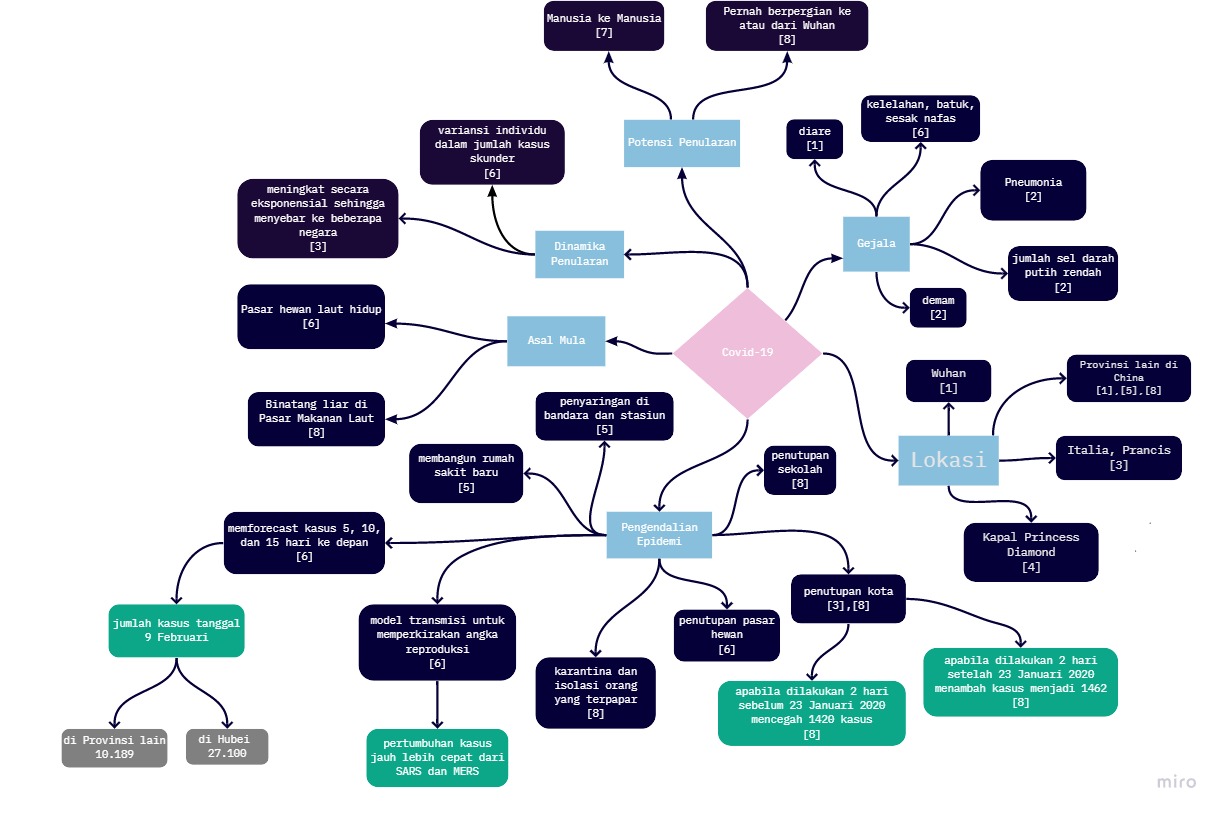 Manusia ke Manusia
[7]
Pernah berpergian ke
atau dari Wuhan
[8]
Potensi Penularan
variansi individu
dalam jumlah kasus
skunder
[6]
meningkat secara
eksponensial sehingga
menyebar ke beberapa
negara
[3]
Dinamika
Penularan
diare
[1]
kelelahan, batuk,
sesak nafas
[6]
Pneumonia
[2]
Gejala
jumlah sel darah
putih rendah
[2]
demam
[2]
Pasar hewan laut hidup
[6]
Asal Mula
Binatang liar di
Pasar Makanan Laut
[8]
Covid-19
Wuhan
[1]
Provinsi lain di
China
[1],[5],[8]
Lokasi
Italia, Prancis
[3]
Kapal Princess
Diamond
[4]
penyaringan di
bandara dan stasiun
[5]
membangun rumah
sakit baru
[5]
penutupan
sekolah
[8]
Pengendalian
Epidemi
memforecast kasus 5, 10,
dan 15 hari ke depan
[6]
jumlah kasus tanggal
9 Februari
di Provinsi lain
10.189
di Hubei
27.100
model transmisi untuk
memperkirakan angka
reproduksi
[6]
pertumbuhan kasus
jauh lebih cepat dari
SARS dan MERS
karantina dan
isolasi orang
yang terpapar
[8]
penutupan pasar
hewan
[6]
penutupan kota
[3],[8]
apabila dilakukan 2 hari
sebelum 23 Januari 2020
mencegah 1420 kasus
[8]
apabila dilakukan 2 hari
setelah 23 Januari 2020
menambah kasus menjadi 1462
[8]
miro